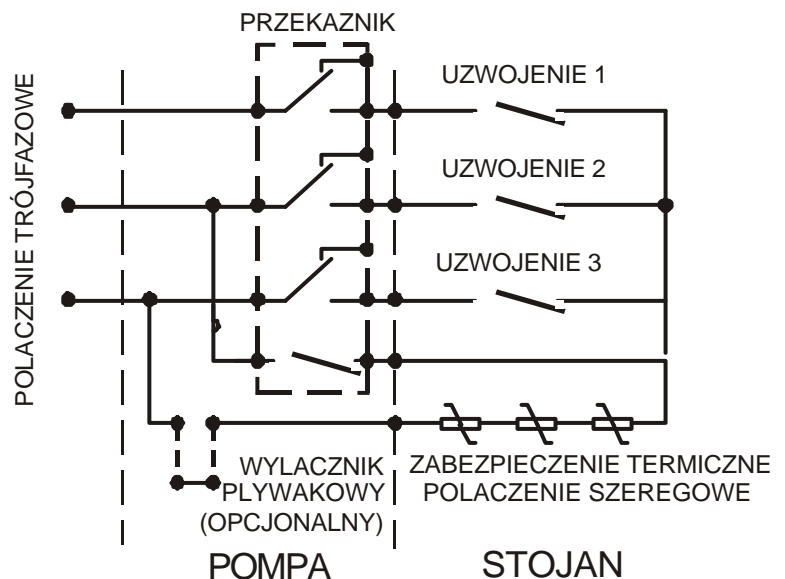 PRZEKAZNIK
POLACZENIE TRÓJFAZOWE
UZWOJENIE 1
UZWOJENIE 2
UZWOJENIE 3
WYLACZNIK
PLYWAKOWY
(OPCJONALNY)
ZABEZPIECZENIE TERMICZNE
POLACZENIE SZEREGOWE
POMPA
STOJAN